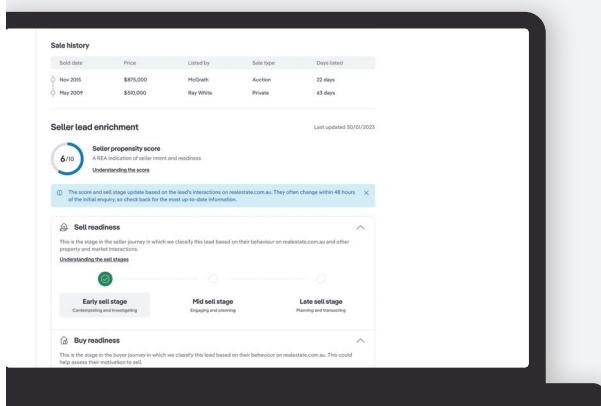 Sale history
Sold date Price Listed by Sale type Days listed
Nov 2015 $875,000 McGrath Auction 22 days
May 2009 $510,000 Ray White Private 63 days
Seller lead enrichment
Last updated 30/01/2023
6/10
Seller propensity score
A REA indication of seller intent and readiness
Understanding the score
The score and sell stage update based on the lead's interactions on realestate.com.au. They often change within 48 hours
of the initial enquiry, so check back for the most up-to-date information.
Sell readiness
This is the stage in the seller journey in which we classify this lead based on their behaviour on realestate.com.au and other
property and market interactions.
Understanding the sell stages
Early sell stage Mid sell stage Late sell stage
Contemplating and investigating Engaging and planning Planning and transacting
Buy readiness
This is the stage in the buyer journey in which we classify this lead based on their behaviour on realestate.com.au. This could
help assess their motivation to sell.